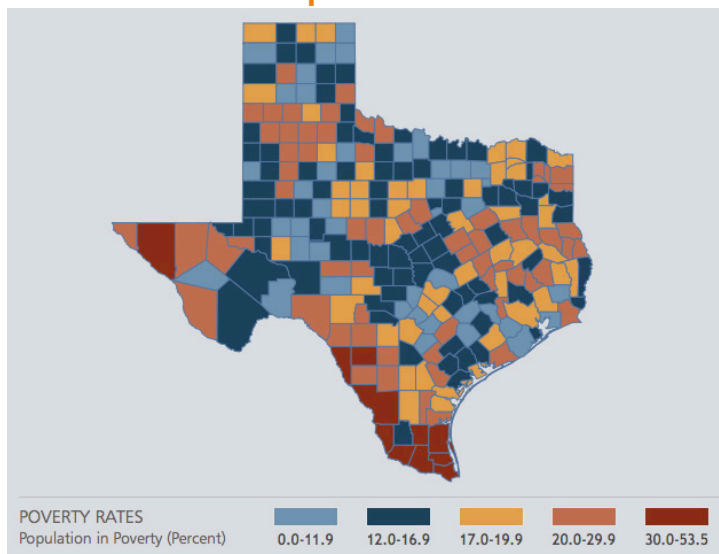 POVERTY RATES
Population in Poverty (Percent)
0.0-11.9
12.0-16.9
17.0-19.9
20.0-29.9
30.0-53.5